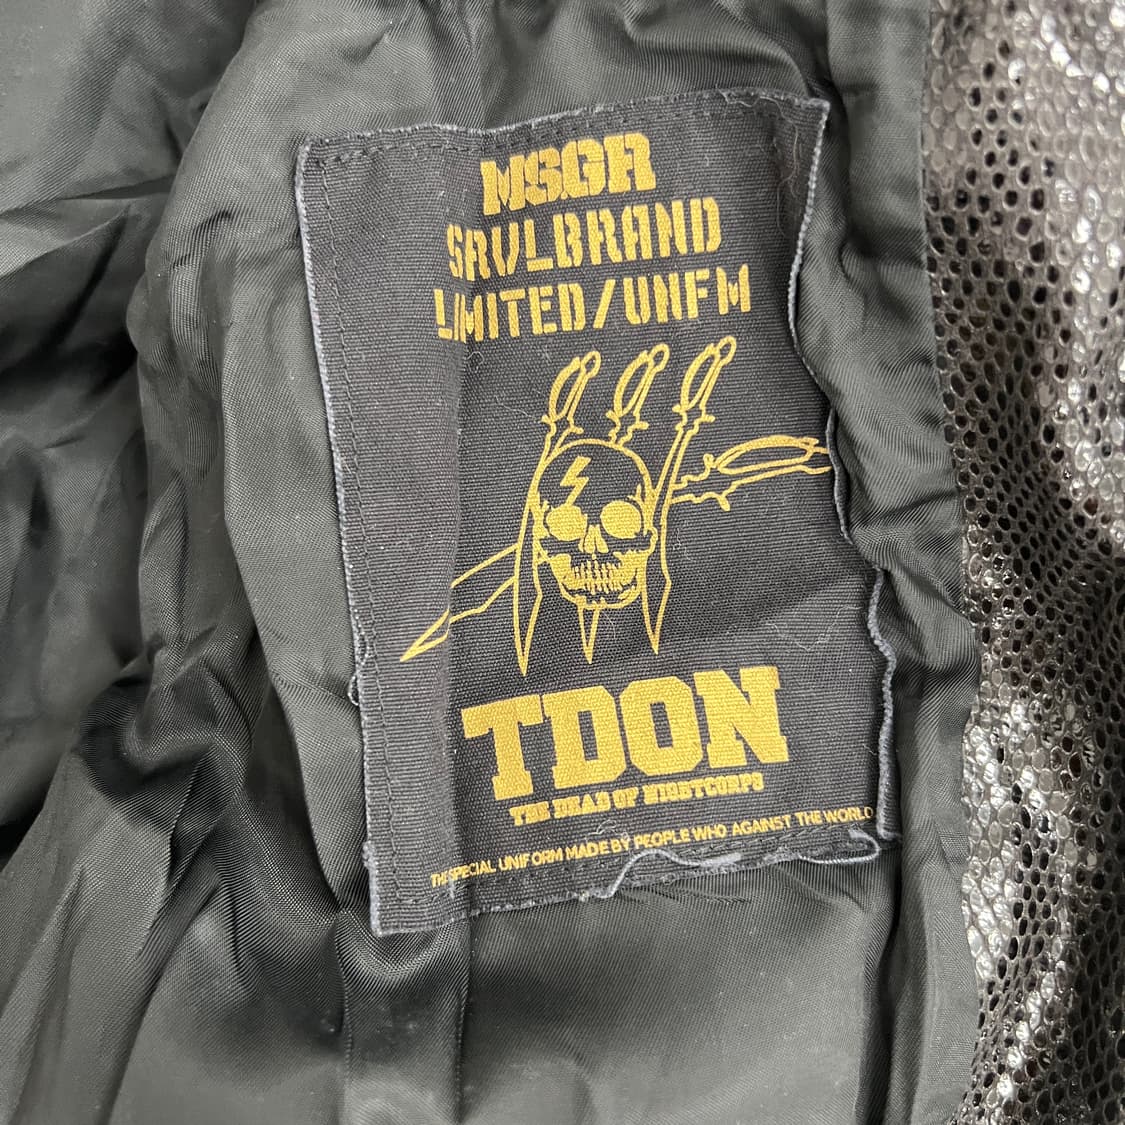 MSGR
SRVLBRAND
LIMITED/UNFM
TDON
THE DEAD OF NIGHTCORPS
THE SPECIAL UNIFORM MADE BY PEOPLE WHO AGAINST THE WORLD